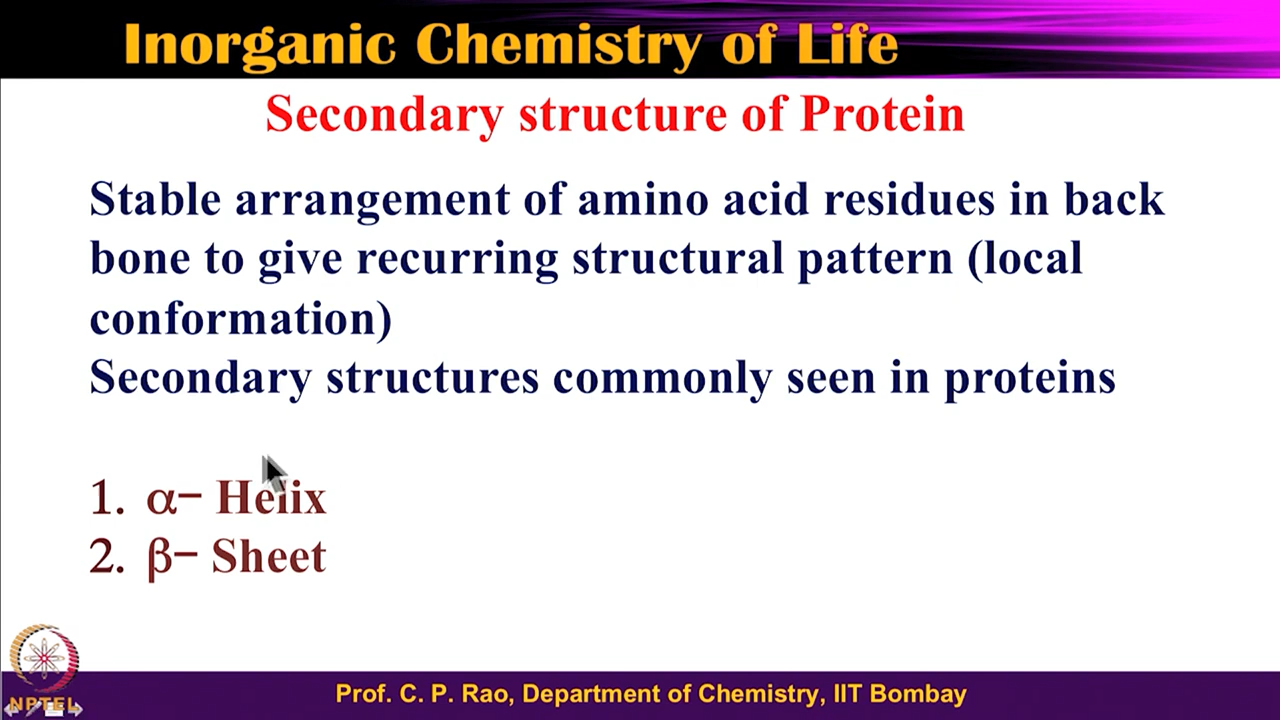 Inorganic Chemistry of Life
Secondary structure of Protein
Stable arrangement of amino acid residues in back
bone to give recurring structural pattern (local
conformation)
Secondary structures commonly seen in proteins
1. α− Helix
2. β− Sheet
NPTEL
Prof. C. P. Rao, Department of Chemistry, IIT Bombay